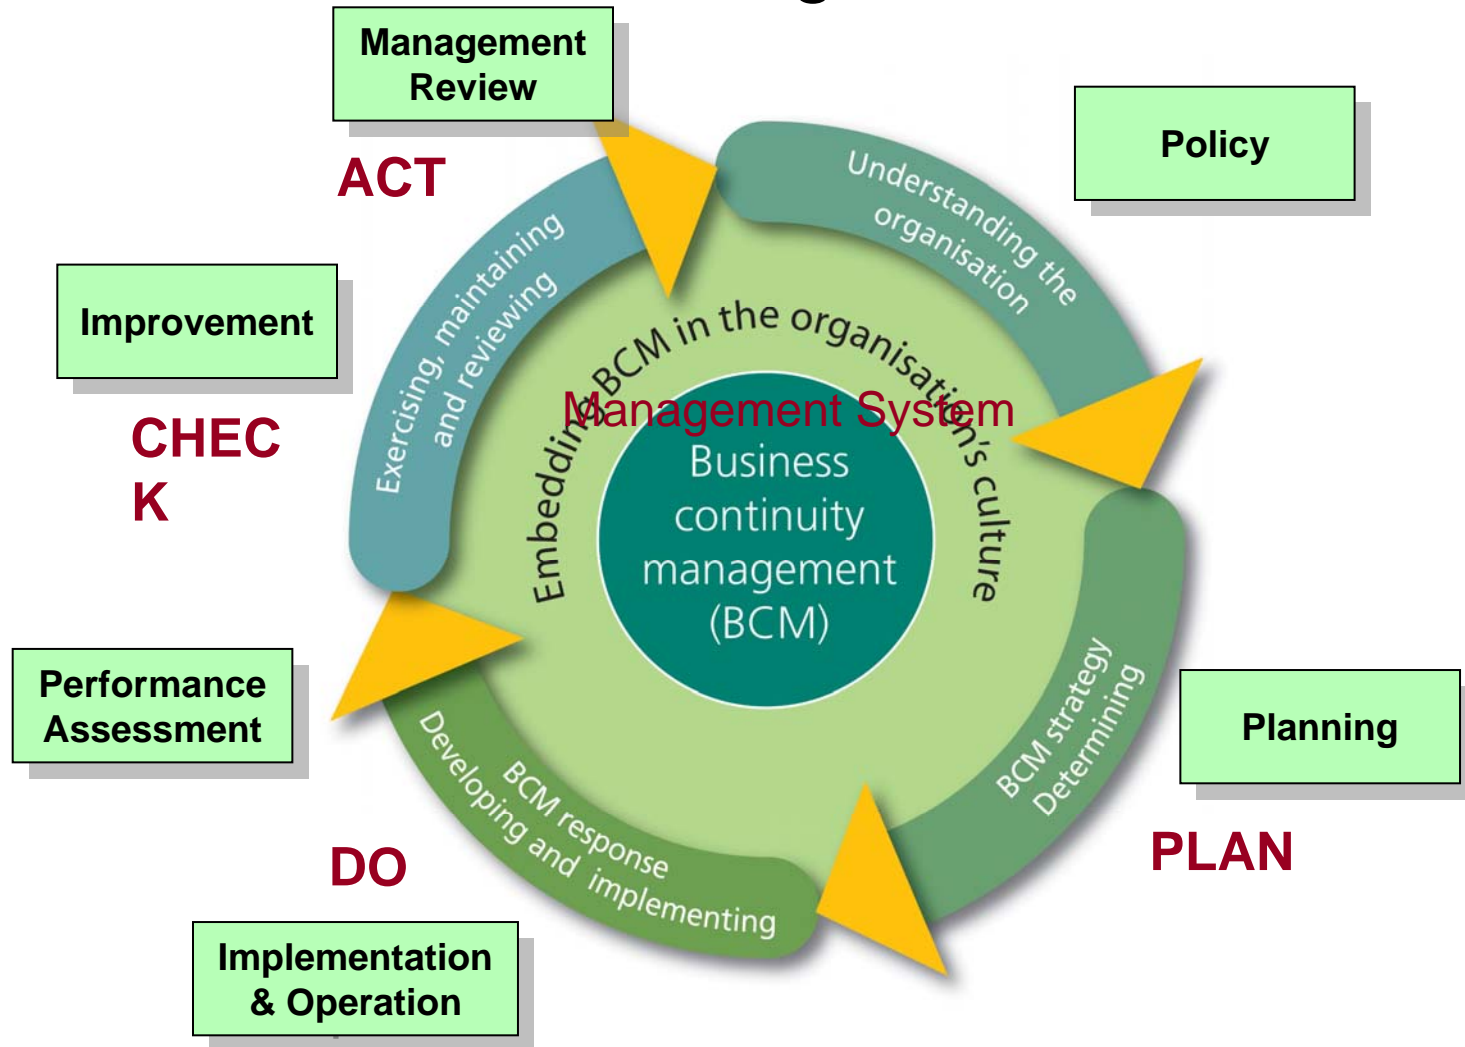 Management
Review
ACT
Policy
Understanding the
organisation
Improvement
Exercising, maintaining
and reviewing
CHEC
K
Embedding BCM in the organisation's culture
Management System
Business
continuity
management
(BCM)
Performance
Assessment
BCM strategy
Determining
Planning
PLAN
BCM response
Developing and implementing
DO
Implementation
& Operation